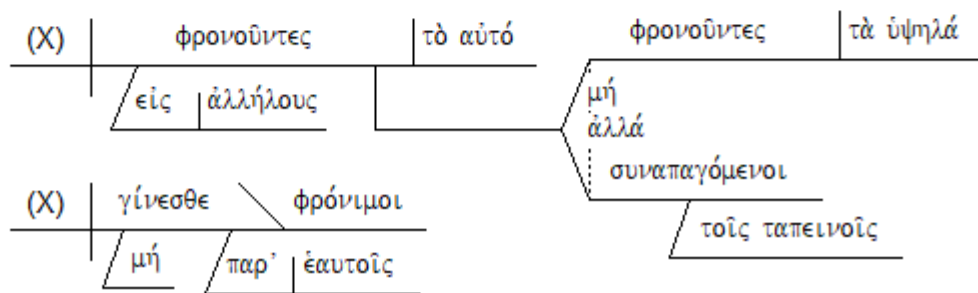 (X) φρονοῦντες τὸ αὐτό
εἰς ἀλλήλους
φρονοῦντες τὰ ὑψηλά
μή
ἀλλά
συναπαγόμενοι
τοῖς ταπεινοῖς
(X) γίνεσθε φρόνιμοι
μή παρ’ ἑαυτοῖς